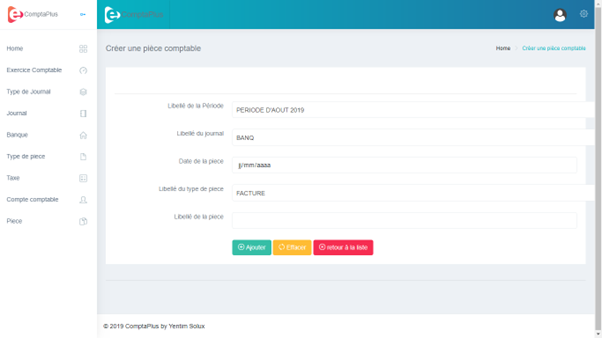 ComptaPlus
ComptaPlus
Home
Exercice Comptable
Type de Journal
Journal
Banque
Type de piece
Taxe
Compte comptable
Piece
Créer une pièce comptable
Home
Créer une pièce comptable
Libellé de la Période
PERIODE D'AOUT 2019
Libellé du journal
BANQ
Date de la piece
jj/mm/aaaa
Libellé du type de piece
FACTURE
Libellé de la piece
Ajouter
Effacer
retour à la liste
© 2019 ComptaPlus by Yentim Solux